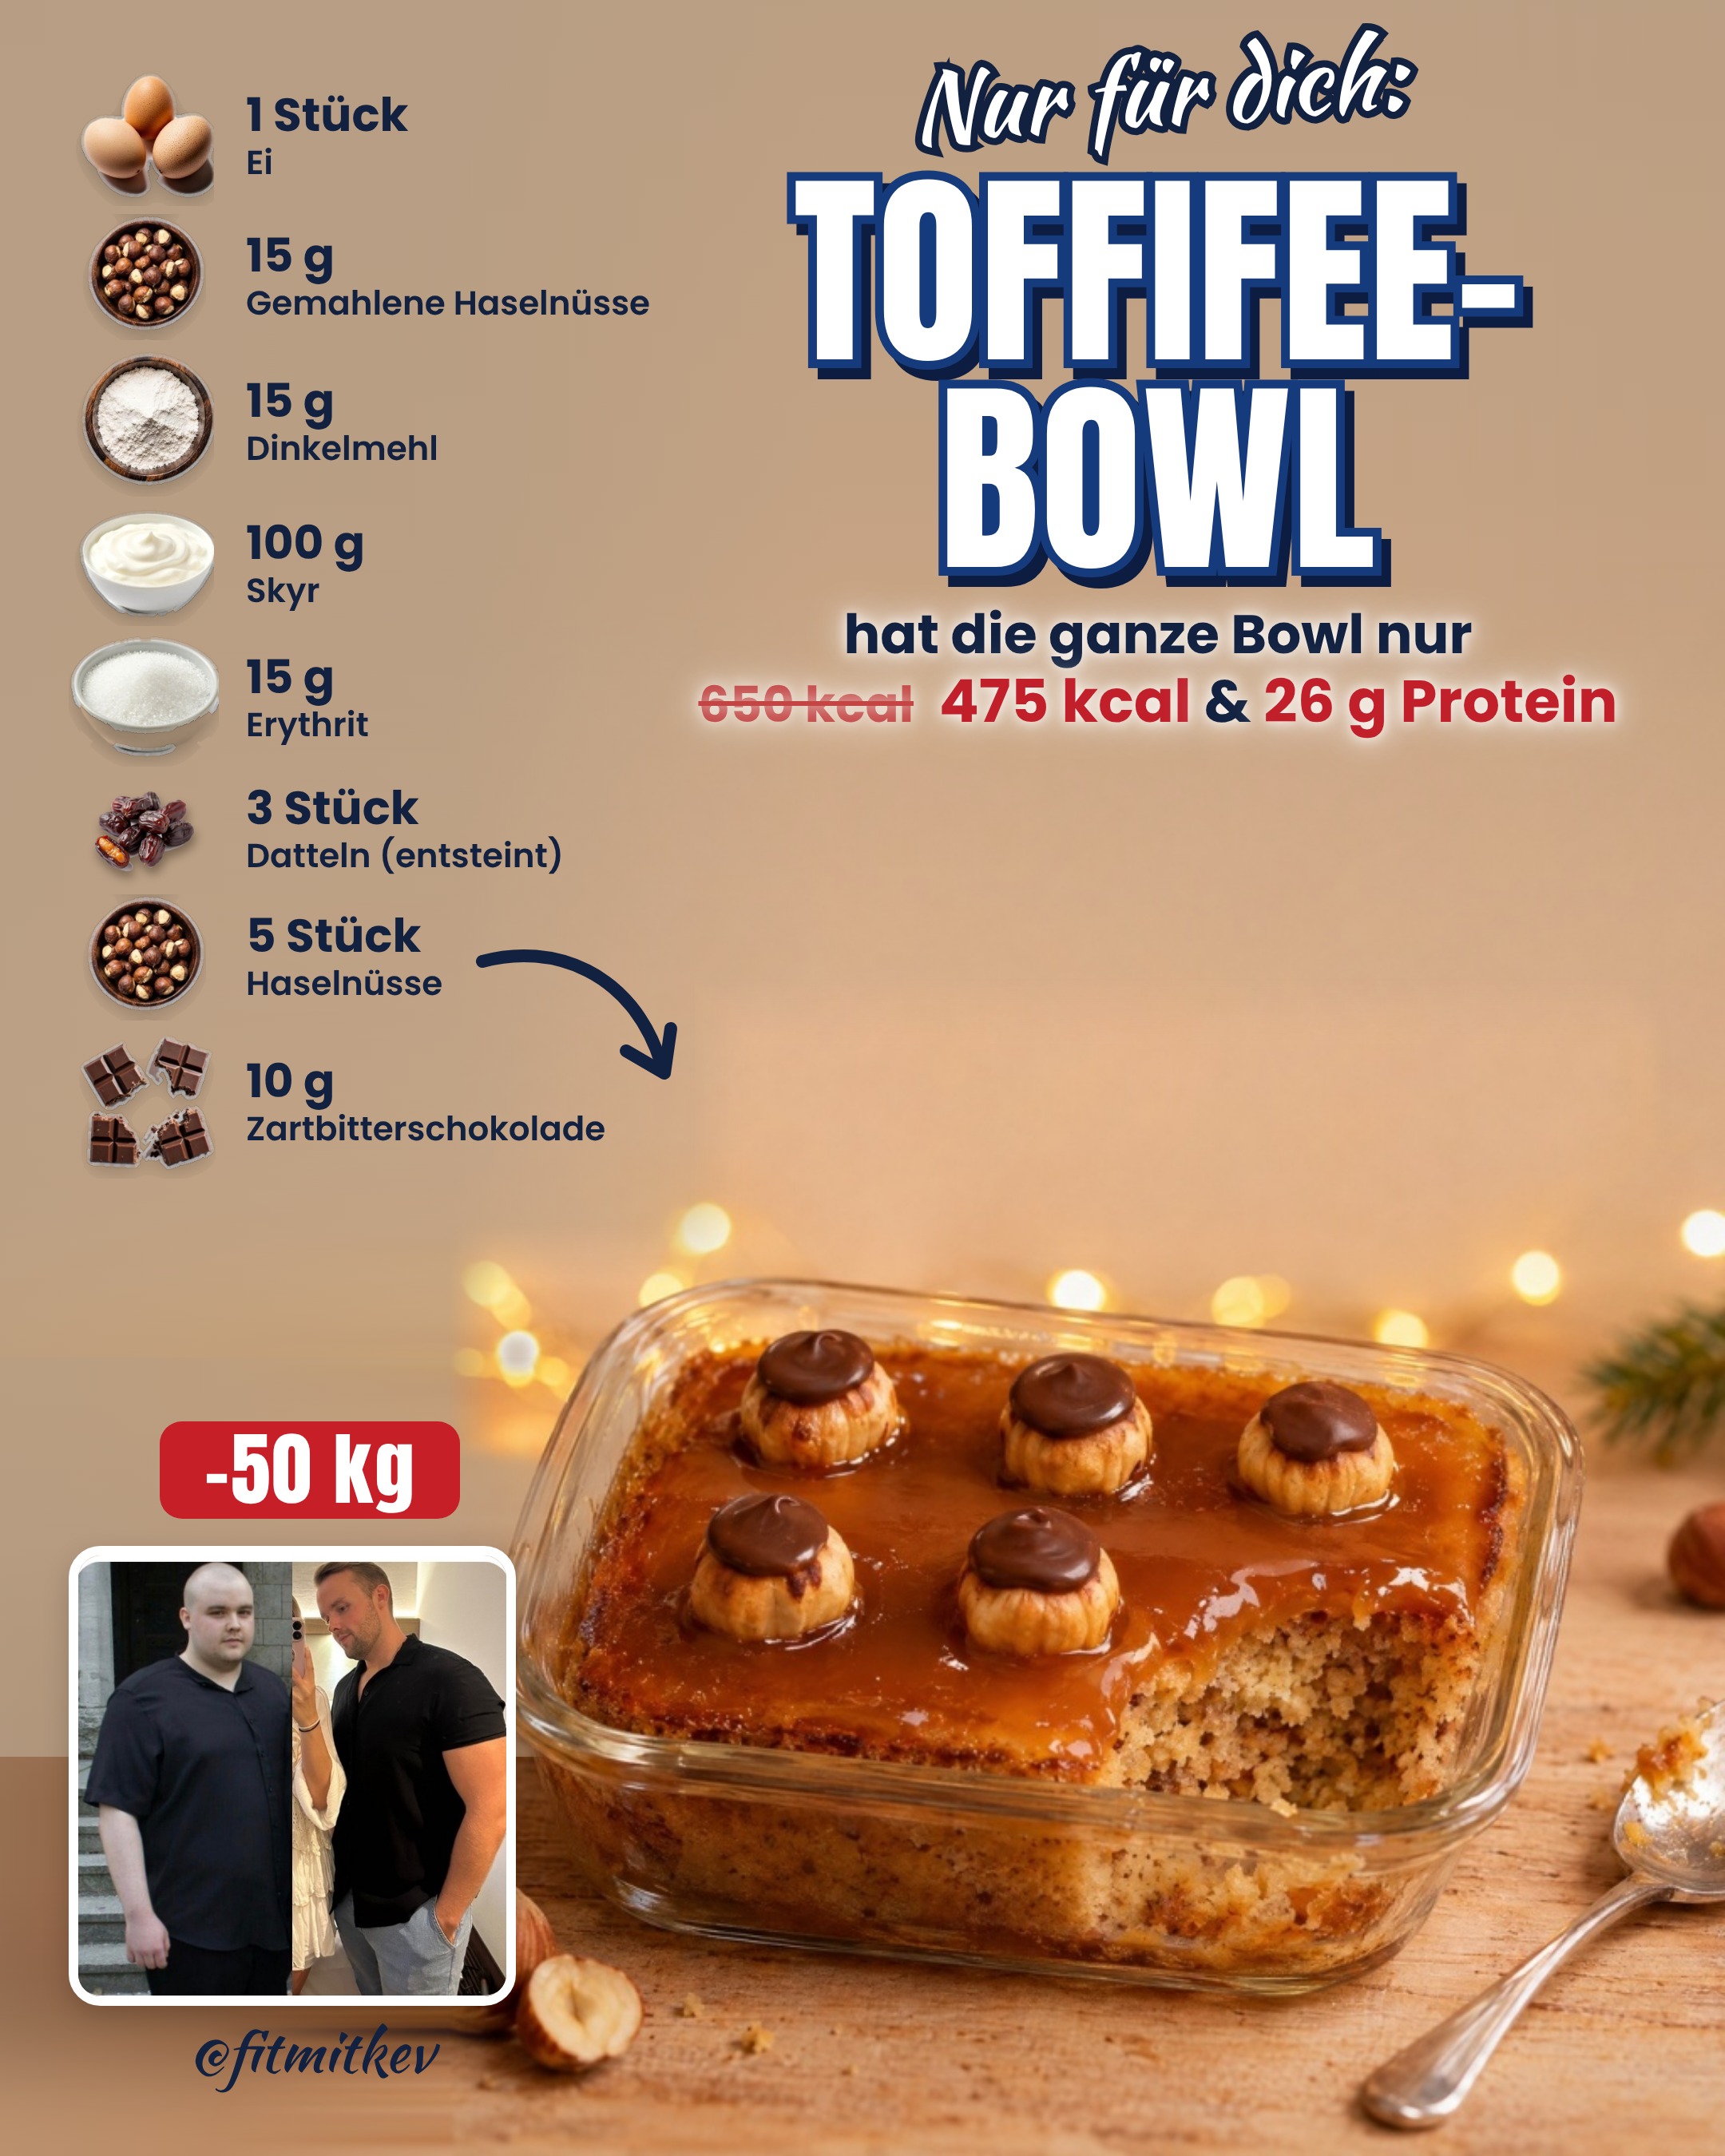 Nur für dich:
TOFFIFEE-
BOWL
hat die ganze Bowl nur
650 kcal 475 kcal & 26 g Protein
1 Stück
Ei
15 g
Gemahlene Haselnüsse
15 g
Dinkelmehl
100 g
Skyr
15 g
Erythrit
3 Stück
Datteln (entsteint)
5 Stück
Haselnüsse
10 g
Zartbitterschokolade
-50 kg
@fitmitkev